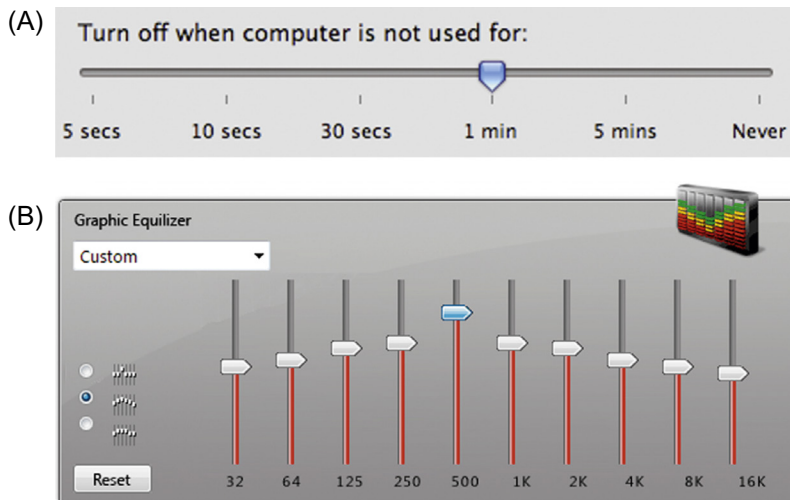 (A)
Turn off when computer is not used for:
5 secs 10 secs 30 secs 1 min 5 mins Never
(B)
Graphic Equilizer
Custom
Reset
32 64 125 250 500 1K 2K 4K 8K 16K